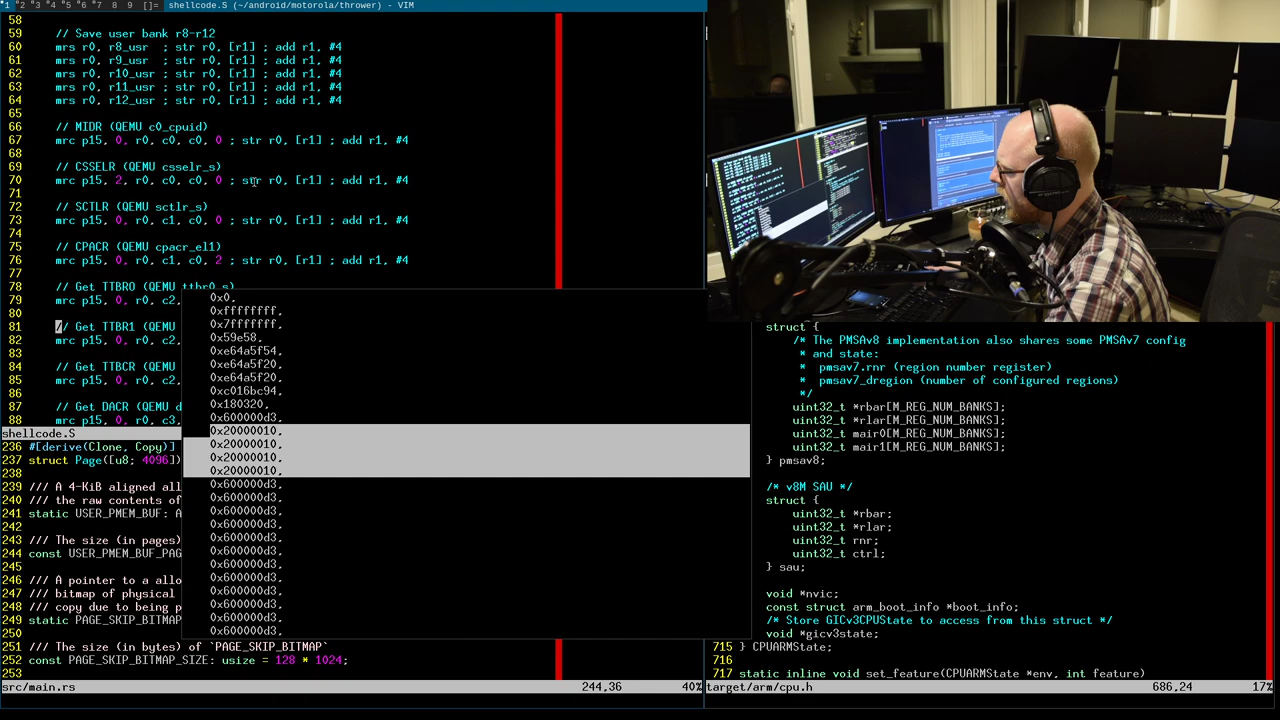 1 2 3 4 5 6 7 8 9 []= shellcode.S (~/android/motorola/thrower) - VIM
58
59 // Save user bank r8-r12
60 mrs r0, r8_usr ; str r0, [r1] ; add r1, #4
61 mrs r0, r9_usr ; str r0, [r1] ; add r1, #4
62 mrs r0, r10_usr ; str r0, [r1] ; add r1, #4
63 mrs r0, r11_usr ; str r0, [r1] ; add r1, #4
64 mrs r0, r12_usr ; str r0, [r1] ; add r1, #4
65
66 // MIDR (QEMU c0_cpuid)
67 mrc p15, 0, r0, c0, c0, 0 ; str r0, [r1] ; add r1, #4
68
69 // CSSELR (QEMU csselr_s)
70 mrc p15, 2, r0, c0, c0, 0 ; str r0, [r1] ; add r1, #4
71
72 // SCTLR (QEMU sctlr_s)
73 mrc p15, 0, r0, c1, c0, 0 ; str r0, [r1] ; add r1, #4
74
75 // CPACR (QEMU cpacr_el1)
76 mrc p15, 0, r0, c1, c0, 2 ; str r0, [r1] ; add r1, #4
77
78 // Get TTBR0 (QEMU ttbr0_s)
79 mrc p15, 0, r0, c2,
80
81 // Get TTBR1 (QEMU
82 mrc p15, 0, r0, c2,
83
84 // Get TTBCR (QEMU
85 mrc p15, 0, r0, c2,
86
87 // Get DACR (QEMU d
88 mrc p15, 0, r0, c3,
shellcode.S
236 #[derive(Clone, Copy)]
237 struct Page([u8; 4096])
238
239 /// A 4-KiB aligned all
240 /// the raw contents of
241 static USER_PMEM_BUF: A
242
243 /// The size (in pages)
244 const USER_PMEM_BUF_PAG
245
246 /// A pointer to a allo
247 /// bitmap of physical
248 /// copy due to being p
249 static PAGE_SKIP_BITMAP
250
251 /// The size (in bytes) of `PAGE_SKIP_BITMAP`
252 const PAGE_SKIP_BITMAP_SIZE: usize = 128 * 1024;
253
src/main.rs 244,36 40%
0x0,
0xffffffff,
0x7fffffff,
0x59e58,
0xe64a5f54,
0xe64a5f20,
0xe64a5f20,
0xc016bc94,
0x180320,
0x600000d3,
0x20000010,
0x20000010,
0x20000010,
0x20000010,
0x600000d3,
0x600000d3,
0x600000d3,
0x600000d3,
0x600000d3,
0x600000d3,
0x600000d3,
0x600000d3,
0x600000d3,
0x600000d3,
0x600000d3,
0x600000d3,
struct {
/* The PMSAv8 implementation also shares some PMSAv7 config
* and state:
* pmsav7.rnr (region number register)
* pmsav7_dregion (number of configured regions)
*/
uint32_t *rbar[M_REG_NUM_BANKS];
uint32_t *rlar[M_REG_NUM_BANKS];
uint32_t mair0[M_REG_NUM_BANKS];
uint32_t mair1[M_REG_NUM_BANKS];
} pmsav8;
/* v8M SAU */
struct {
uint32_t *rbar;
uint32_t *rlar;
uint32_t rnr;
uint32_t ctrl;
} sau;
void *nvic;
const struct arm_boot_info *boot_info;
/* Store GICv3CPUState to access from this struct */
void *gicv3state;
715 } CPUARMState;
716
717 static inline void set_feature(CPUARMState *env, int feature)
target/arm/cpu.h 686,24 17%